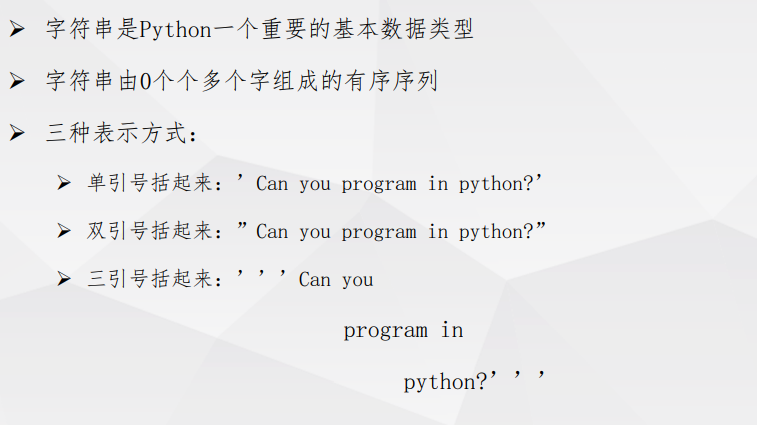 ➢ 字符串是Python一个重要的基本数据类型
➢ 字符串由0个个多个字组成的有序序列
➢ 三种表示方式：
➢ 单引号括起来：’Can you program in python?’
➢ 双引号括起来：”Can you program in python?”
➢ 三引号括起来：’’’Can you
program in
python?’’’